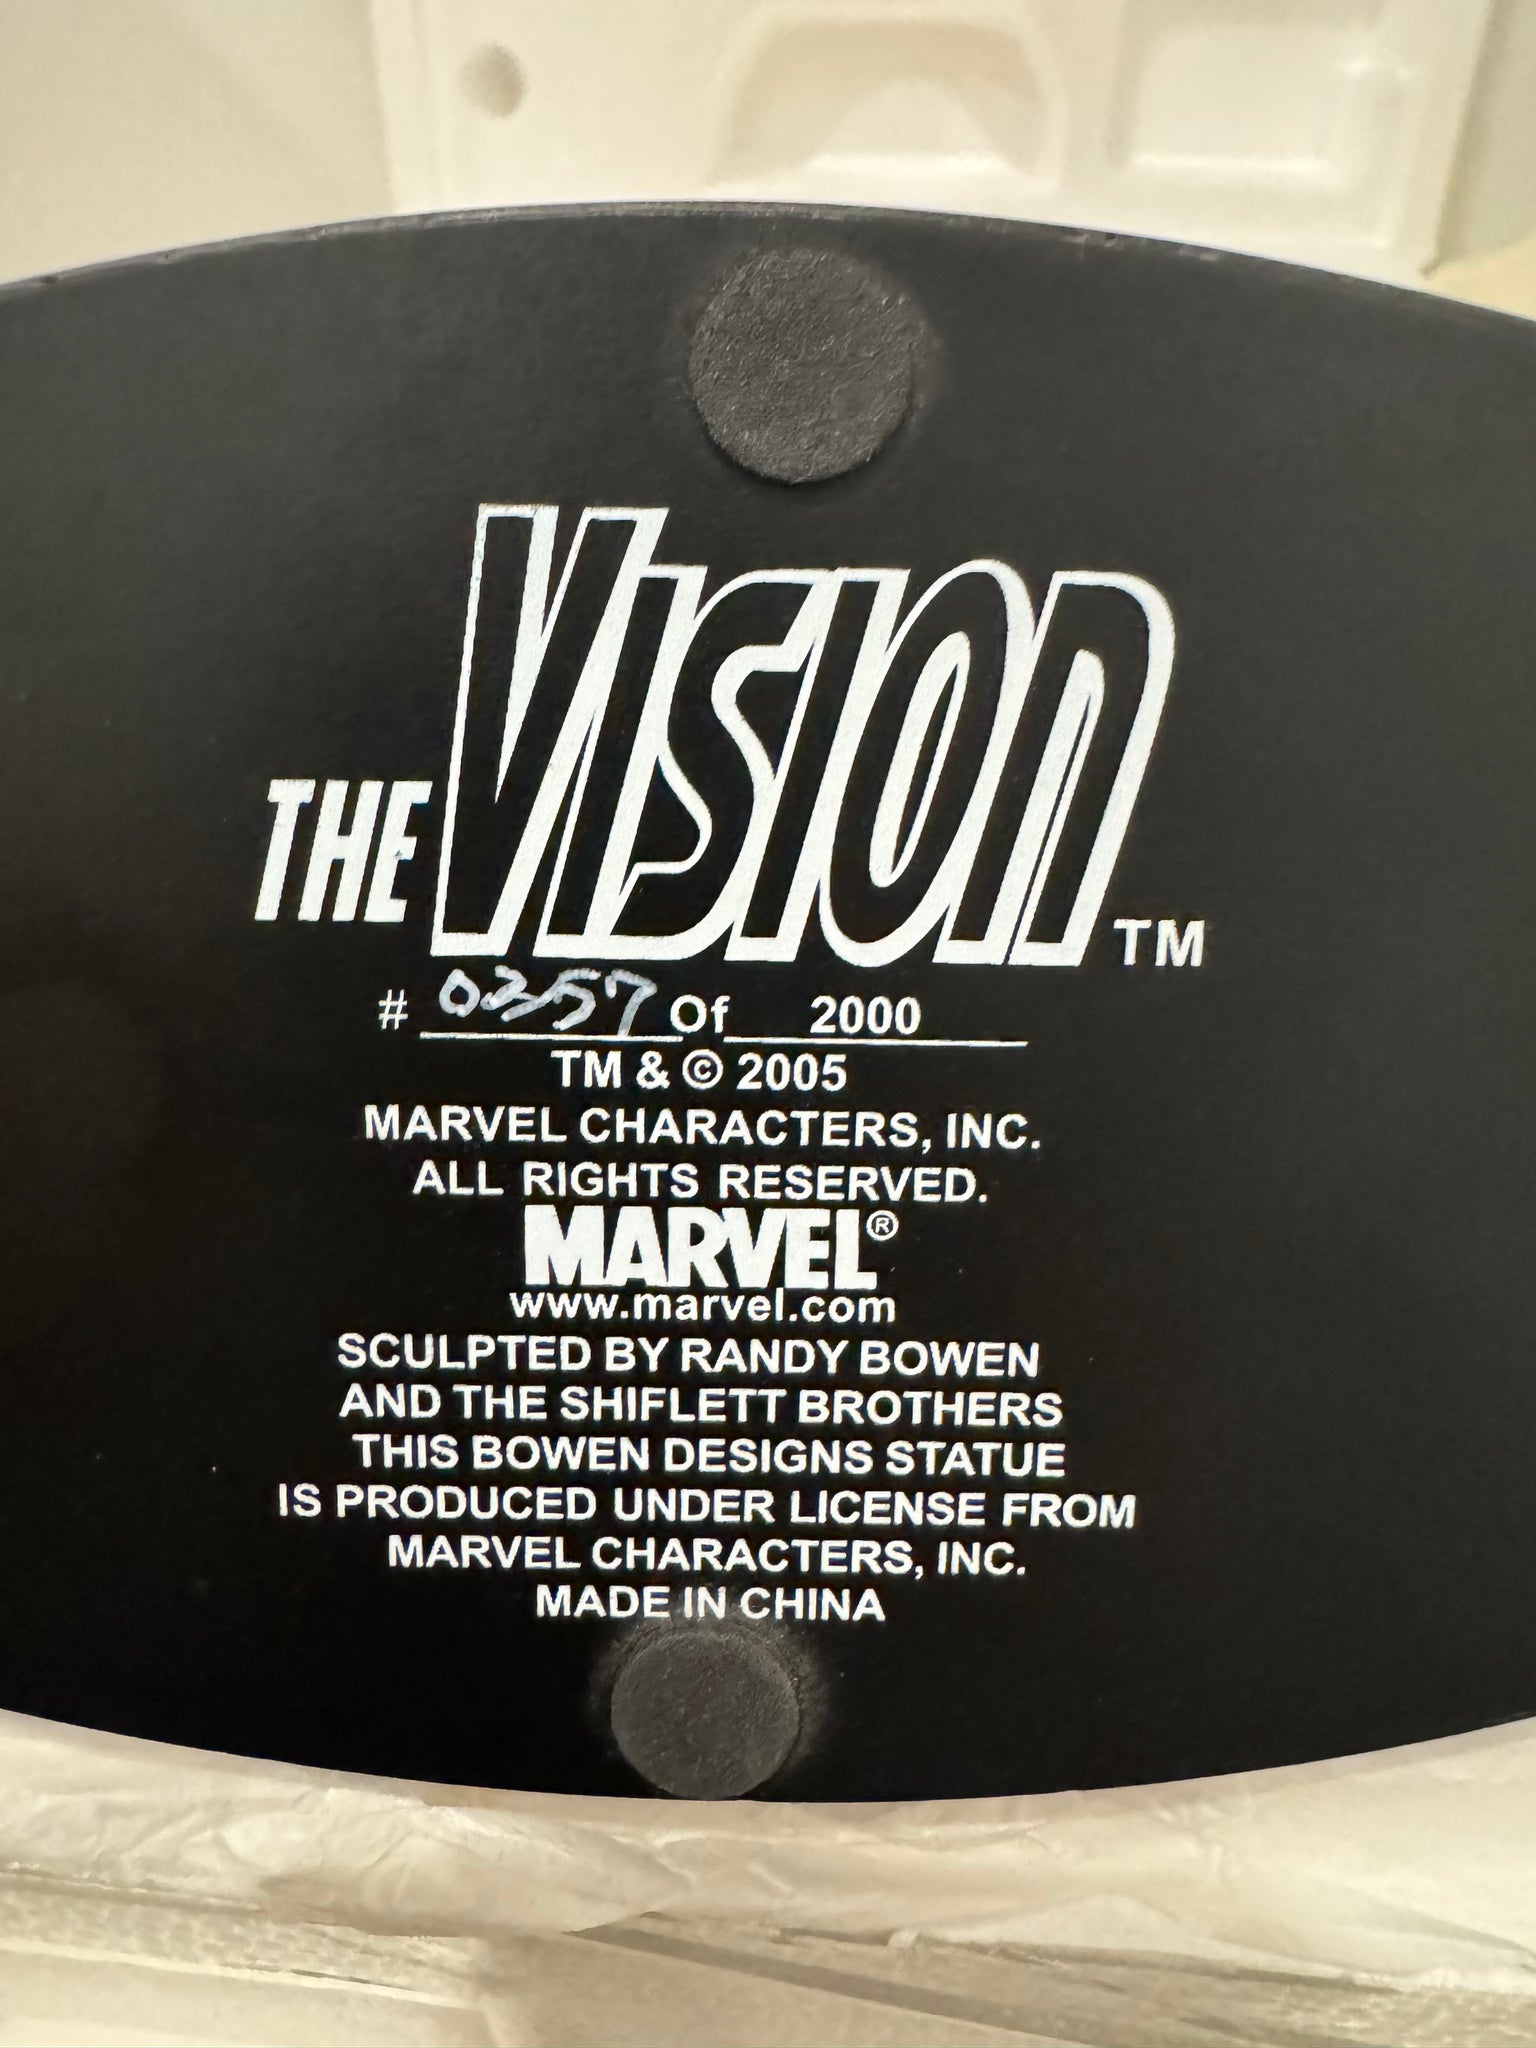 THE VISION TM
# 0257 Of 2000
TM & © 2005
MARVEL CHARACTERS, INC.
ALL RIGHTS RESERVED.
MARVEL®
www.marvel.com
SCULPTED BY RANDY BOWEN
AND THE SHIFLETT BROTHERS
THIS BOWEN DESIGNS STATUE
IS PRODUCED UNDER LICENSE FROM
MARVEL CHARACTERS, INC.
MADE IN CHINA